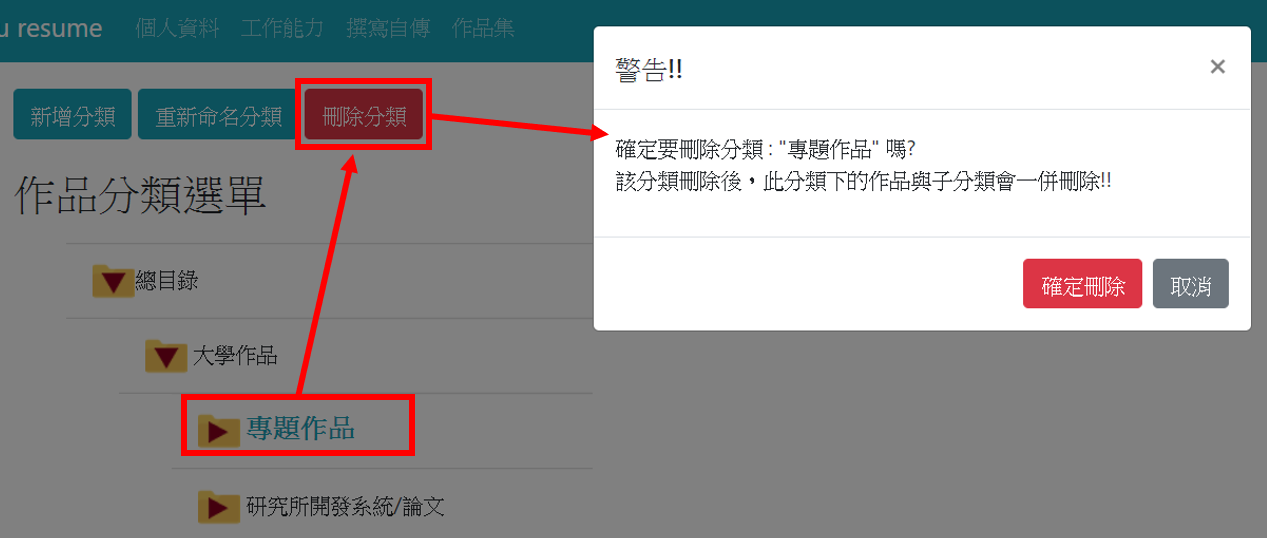 u resume 個人資料 工作能力 撰寫自傳 作品集
新增分類 重新命名分類 刪除分類
作品分類選單
總目錄
大學作品
專題作品
研究所開發系統/論文
警告!!
×
確定要刪除分類 : "專題作品" 嗎?
該分類刪除後，此分類下的作品與子分類會一併刪除!!
確定刪除 取消